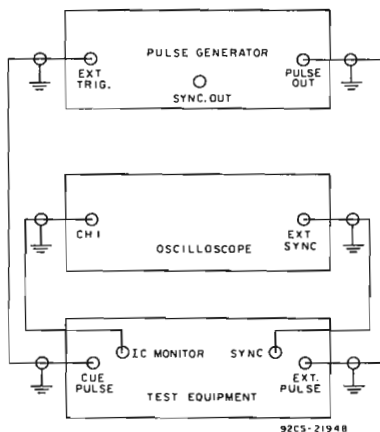 PULSE GENERATOR
EXT
TRIG.
SYNC. OUT
PULSE
OUT
CH I
OSCILLOSCOPE
EXT
SYNC
IC MONITOR
SYNC
CUE
PULSE
EXT.
PULSE
TEST EQUIPMENT
92CS-21948